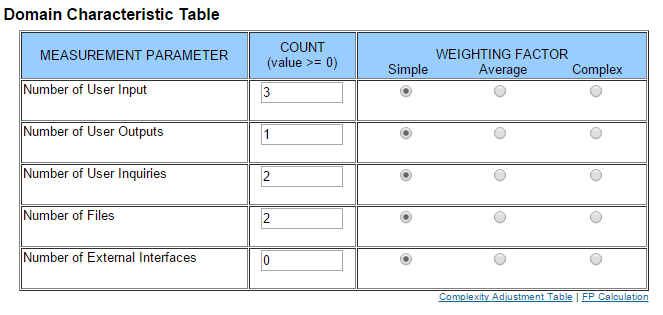 Domain Characteristic Table
MEASUREMENT PARAMETER
COUNT
(value >= 0)
WEIGHTING FACTOR
Simple Average Complex
Number of User Input 3
Number of User Outputs 1
Number of User Inquiries 2
Number of Files 2
Number of External Interfaces 0
Complexity Adjustment Table | FP Calculation